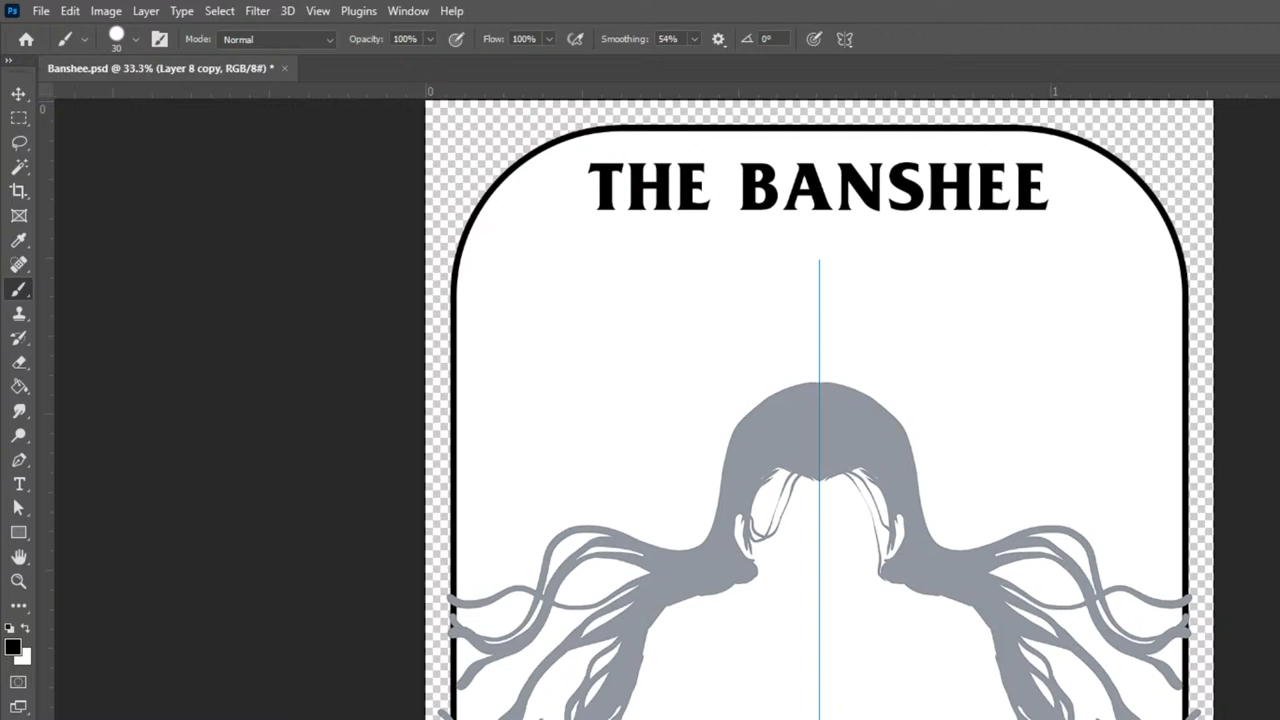 Ps File Edit Image Layer Type Select Filter 3D View Plugins Window Help
30 Mode: Normal Opacity: 100% Flow: 100% Smoothing: 54% 0°
Banshee.psd @ 33.3% (Layer 8 copy, RGB/8#) *
0 1
0
THE BANSHEE